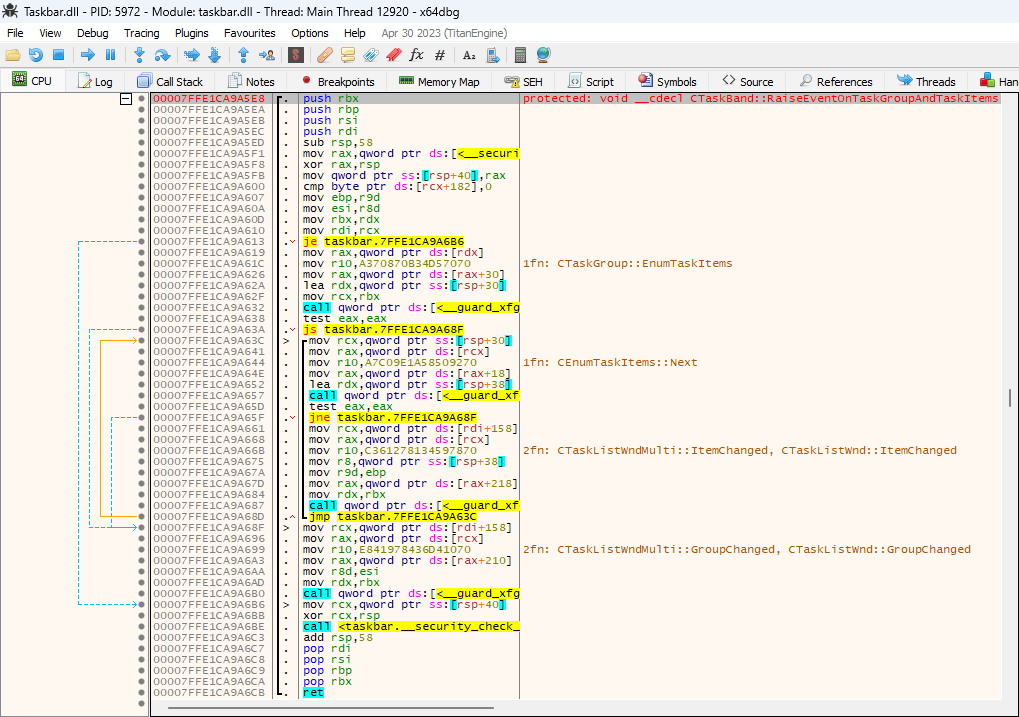 Taskbar.dll - PID: 5972 - Module: taskbar.dll - Thread: Main Thread 12920 - x64dbg
File View Debug Tracing Plugins Favourites Options Help Apr 30 2023 (TitanEngine)
CPU Log Call Stack Notes Breakpoints Memory Map SEH Script Symbols Source References Threads Han
00007FFE1CA9A5E8 push rbx protected: void __cdecl CTaskBand::RaiseEventOnTaskGroupAndTaskItems
00007FFE1CA9A5EA push rbp
00007FFE1CA9A5EB push rsi
00007FFE1CA9A5EC push rdi
00007FFE1CA9A5ED sub rsp,58
00007FFE1CA9A5F1 mov rax,qword ptr ds:[<__securi
00007FFE1CA9A5F8 xor rax,rsp
00007FFE1CA9A5FB mov qword ptr ss:[rsp+40],rax
00007FFE1CA9A600 cmp byte ptr ds:[rcx+182],0
00007FFE1CA9A607 mov ebp,r9d
00007FFE1CA9A60A mov esi,r8d
00007FFE1CA9A60D mov rbx,rdx
00007FFE1CA9A610 mov rdi,rcx
00007FFE1CA9A613 je taskbar.7FFE1CA9A6B6
00007FFE1CA9A619 mov rax,qword ptr ds:[rdx]
00007FFE1CA9A61C mov r10,A370870B34D57070 1fn: CTaskGroup::EnumTaskItems
00007FFE1CA9A626 mov rax,qword ptr ds:[rax+30]
00007FFE1CA9A62A lea rdx,qword ptr ss:[rsp+30]
00007FFE1CA9A62F mov rcx,rbx
00007FFE1CA9A632 call qword ptr ds:[<__guard_xfg
00007FFE1CA9A638 test eax,eax
00007FFE1CA9A63A js taskbar.7FFE1CA9A68F
00007FFE1CA9A63C > mov rcx,qword ptr ss:[rsp+30]
00007FFE1CA9A641 mov rax,qword ptr ds:[rcx]
00007FFE1CA9A644 mov r10,A7C09E1A58509270 1fn: CEnumTaskItems::Next
00007FFE1CA9A64E mov rax,qword ptr ds:[rax+18]
00007FFE1CA9A652 lea rdx,qword ptr ss:[rsp+38]
00007FFE1CA9A657 call qword ptr ds:[<__guard_xf
00007FFE1CA9A65D test eax,eax
00007FFE1CA9A65F jne taskbar.7FFE1CA9A68F
00007FFE1CA9A661 mov rcx,qword ptr ds:[rdi+158]
00007FFE1CA9A668 mov rax,qword ptr ds:[rcx]
00007FFE1CA9A66B mov r10,C361278134597870 2fn: CTaskListWndMulti::ItemChanged, CTaskListWnd::ItemChanged
00007FFE1CA9A675 mov r8,qword ptr ss:[rsp+38]
00007FFE1CA9A67A mov r9d,ebp
00007FFE1CA9A67D mov rax,qword ptr ds:[rax+218]
00007FFE1CA9A684 mov rdx,rbx
00007FFE1CA9A687 call qword ptr ds:[<__guard_xf
00007FFE1CA9A68D jmp taskbar.7FFE1CA9A63C
00007FFE1CA9A68F > mov rcx,qword ptr ds:[rdi+158]
00007FFE1CA9A696 mov rax,qword ptr ds:[rcx]
00007FFE1CA9A699 mov r10,E841978436D41070 2fn: CTaskListWndMulti::GroupChanged, CTaskListWnd::GroupChanged
00007FFE1CA9A6A3 mov rax,qword ptr ds:[rax+210]
00007FFE1CA9A6AA mov r8d,esi
00007FFE1CA9A6AD mov rdx,rbx
00007FFE1CA9A6B0 call qword ptr ds:[<__guard_xfg
00007FFE1CA9A6B6 > mov rcx,qword ptr ss:[rsp+40]
00007FFE1CA9A6BB xor rcx,rsp
00007FFE1CA9A6BE call <taskbar.__security_check_
00007FFE1CA9A6C3 add rsp,58
00007FFE1CA9A6C7 pop rdi
00007FFE1CA9A6C8 pop rsi
00007FFE1CA9A6C9 pop rbp
00007FFE1CA9A6CA pop rbx
00007FFE1CA9A6CB ret